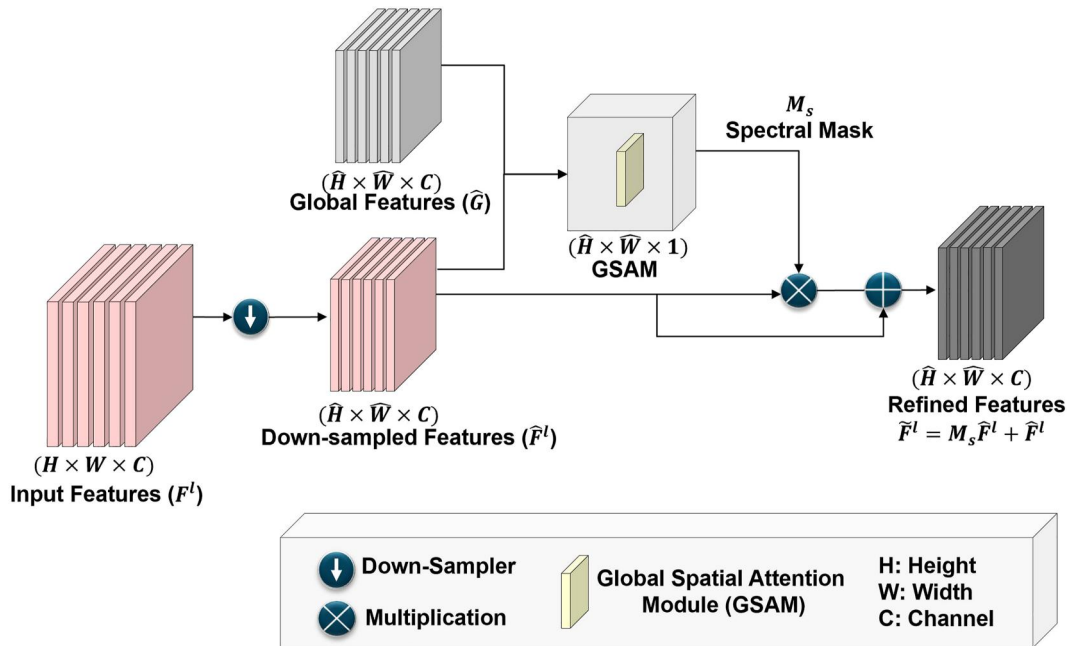 (Ĥ × Ŵ × C)
Global Features (Ĝ)
M_s
Spectral Mask
(Ĥ × Ŵ × 1)
GSAM
(H × W × C)
Input Features (F^l)
(Ĥ × Ŵ × C)
Down-sampled Features (F̂^l)
(Ĥ × Ŵ × C)
Refined Features
F̃^l = M_s F̂^l + F̂^l
Down-Sampler
Multiplication
Global Spatial Attention
Module (GSAM)
H: Height
W: Width
C: Channel